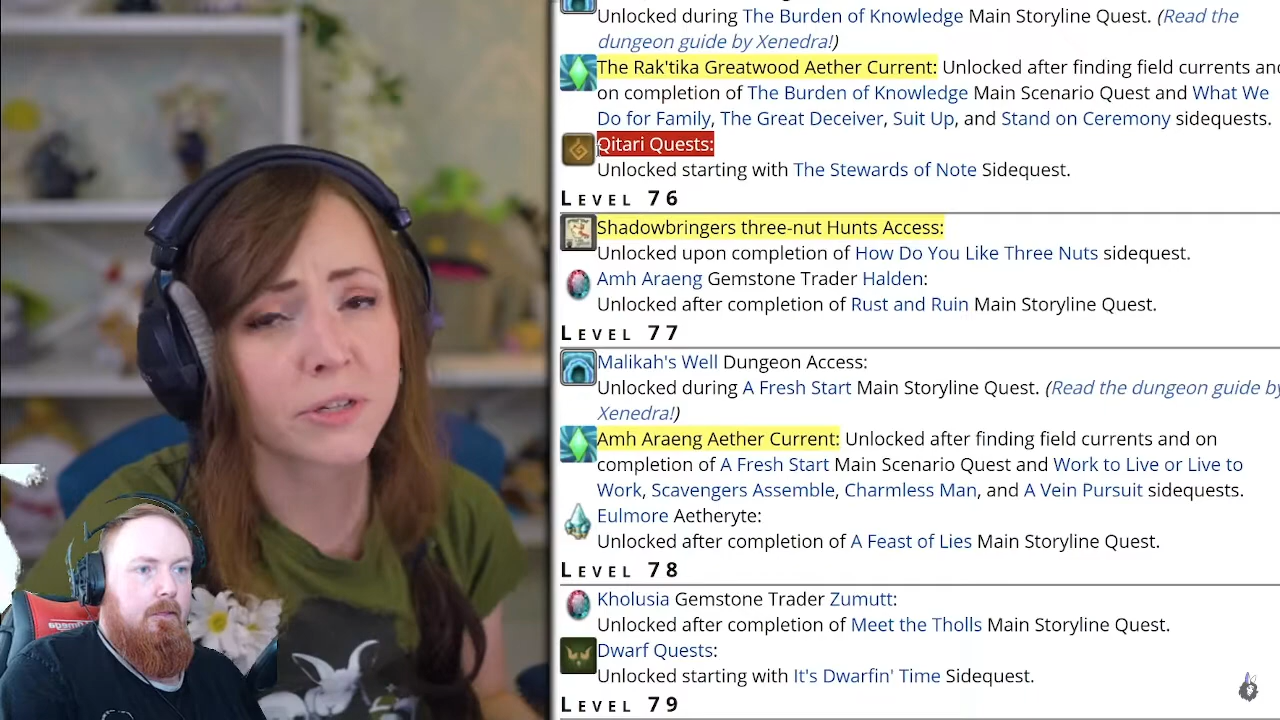 Unlocked during The Burden of Knowledge Main Storyline Quest. (Read the
dungeon guide by Xenedra!)
The Rak'tika Greatwood Aether Current: Unlocked after finding field currents and
on completion of The Burden of Knowledge Main Scenario Quest and What We
Do for Family, The Great Deceiver, Suit Up, and Stand on Ceremony sidequests.
Qitari Quests:
Unlocked starting with The Stewards of Note Sidequest.
Level 76
Shadowbringers three-nut Hunts Access:
Unlocked upon completion of How Do You Like Three Nuts sidequest.
Amh Araeng Gemstone Trader Halden:
Unlocked after completion of Rust and Ruin Main Storyline Quest.
Level 77
Malikah's Well Dungeon Access:
Unlocked during A Fresh Start Main Storyline Quest. (Read the dungeon guide by
Xenedra!)
Amh Araeng Aether Current: Unlocked after finding field currents and on
completion of A Fresh Start Main Scenario Quest and Work to Live or Live to
Work, Scavengers Assemble, Charmless Man, and A Vein Pursuit sidequests.
Eulmore Aetheryte:
Unlocked after completion of A Feast of Lies Main Storyline Quest.
Level 78
Kholusia Gemstone Trader Zumutt:
Unlocked after completion of Meet the Tholls Main Storyline Quest.
Dwarf Quests:
Unlocked starting with It's Dwarfin' Time Sidequest.
Level 79